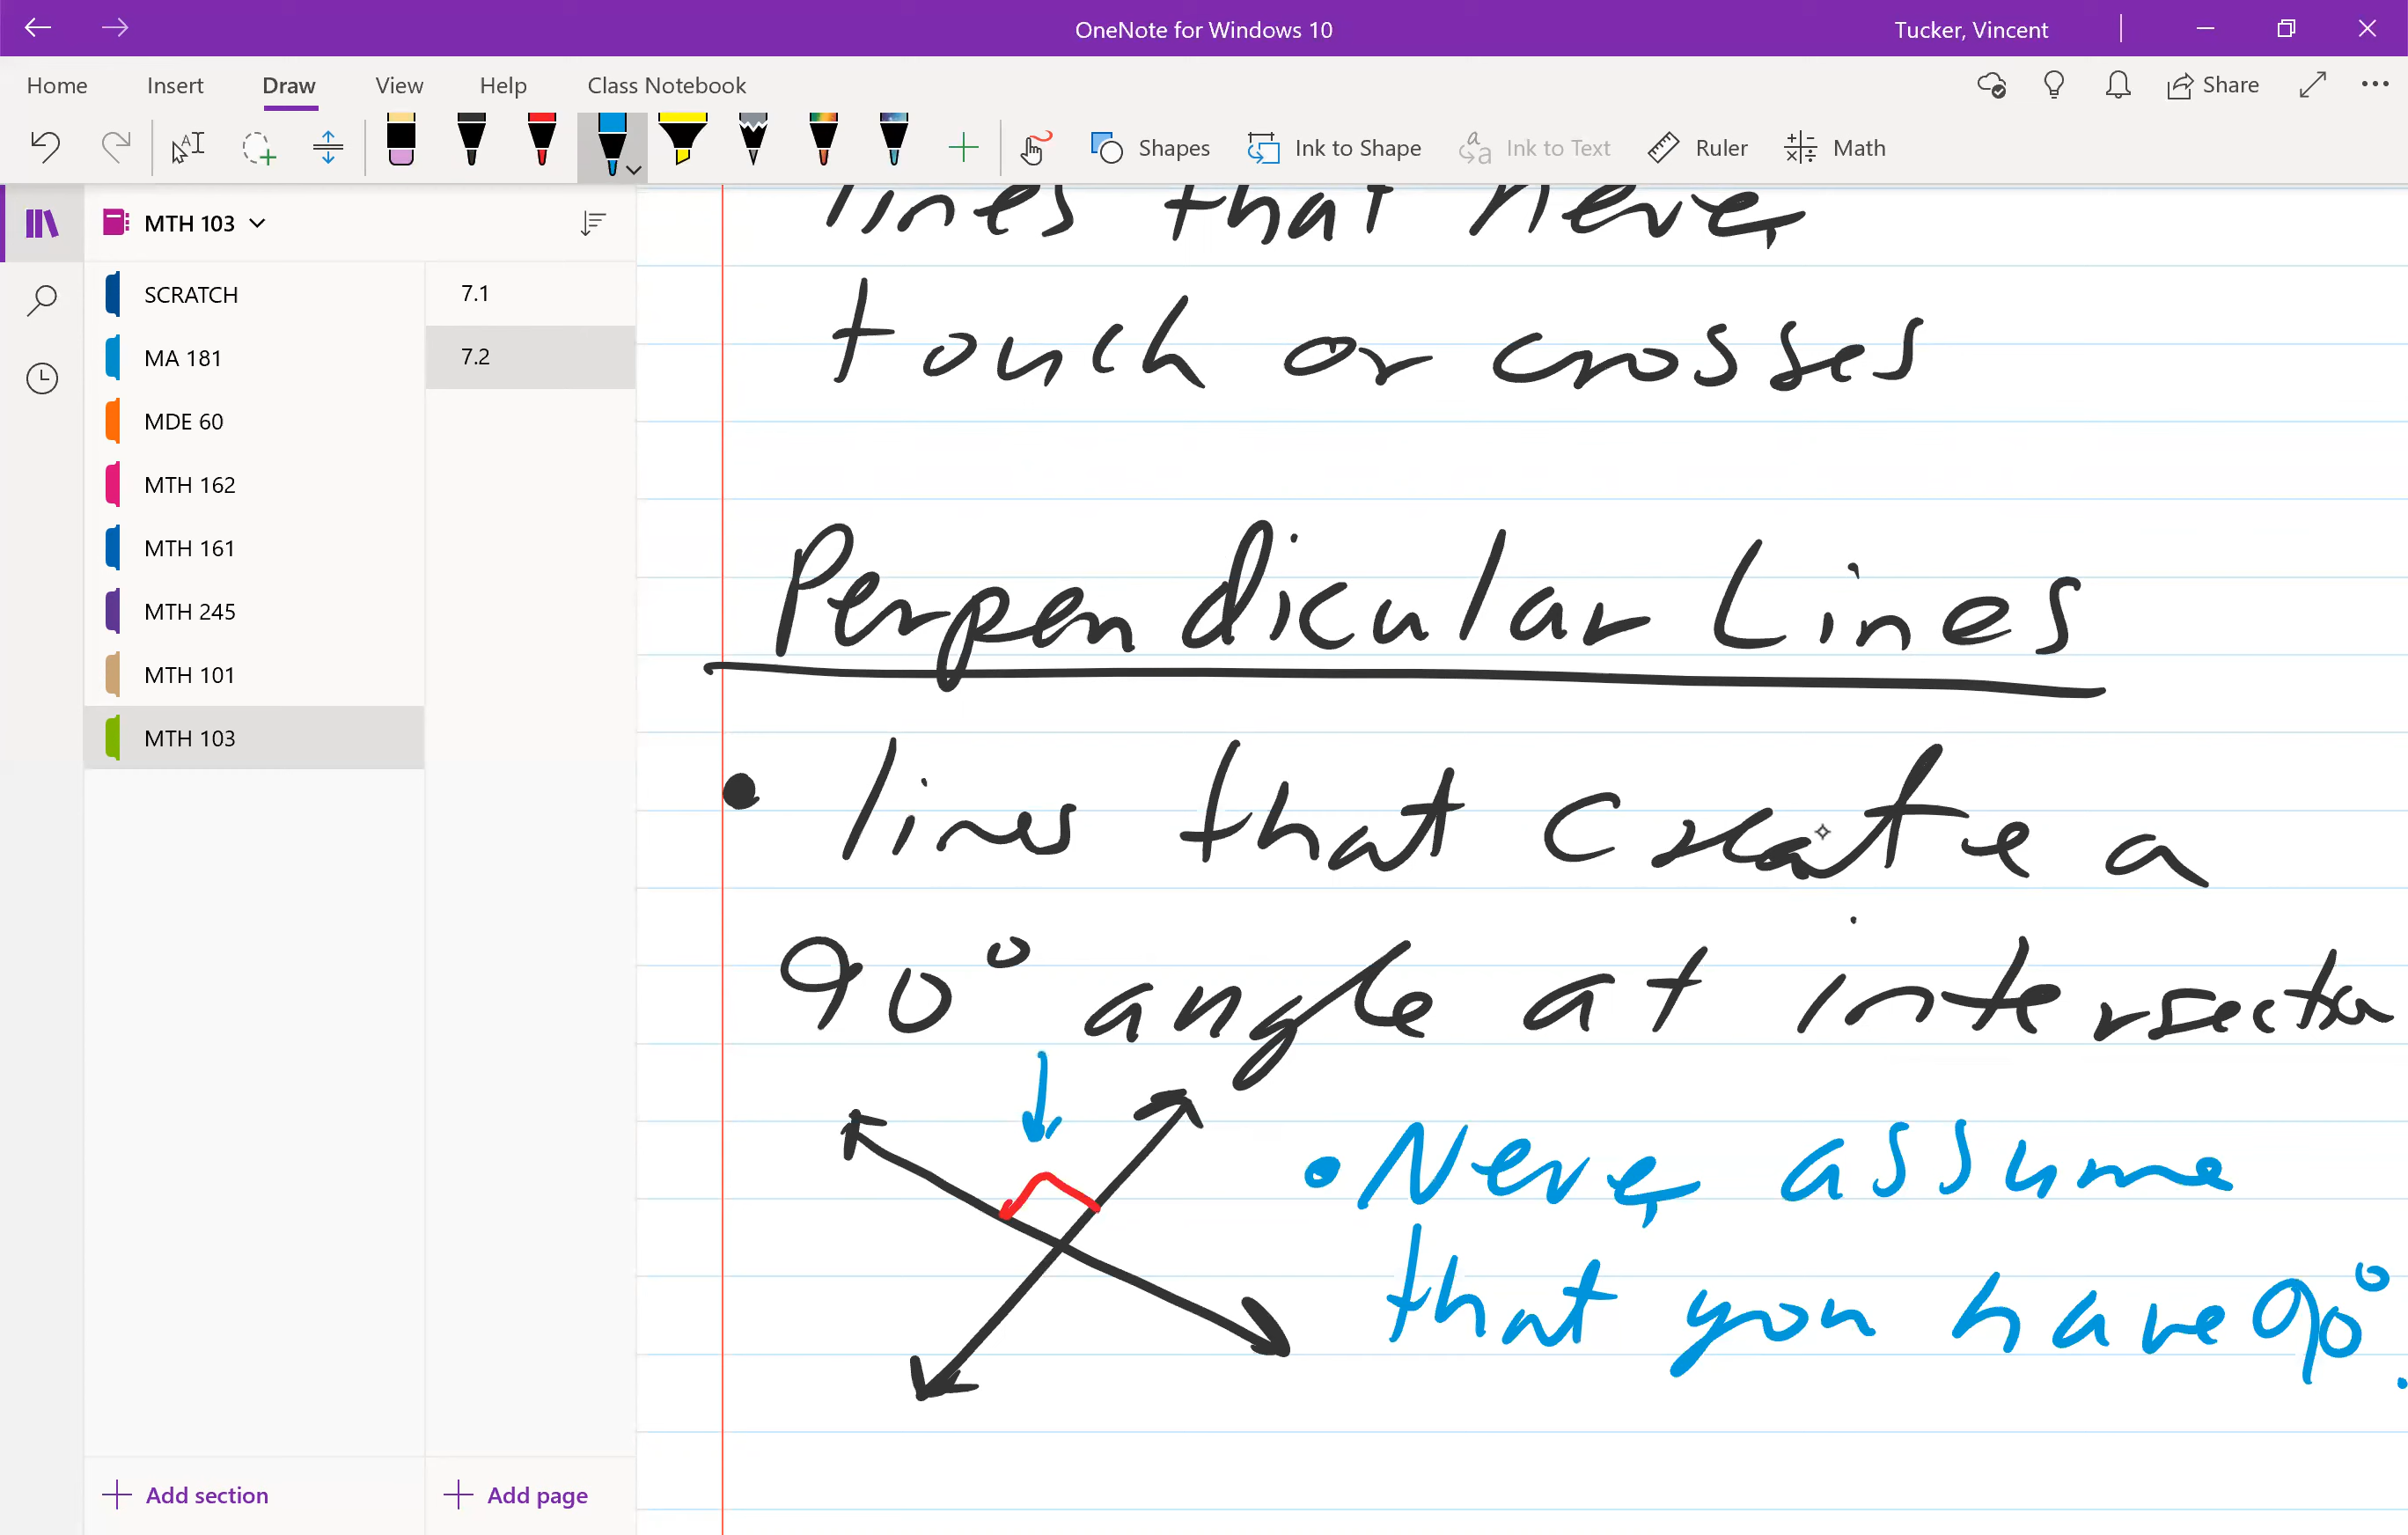 OneNote for Windows 10
Tucker, Vincent
Home Insert Draw View Help Class Notebook
Share
Shapes Ink to Shape Ink to Text Ruler Math
MTH 103
SCRATCH
MA 181
MDE 60
MTH 162
MTH 161
MTH 245
MTH 101
MTH 103
Add section
7.1
7.2
Add page
lines that never
touch or crosses
Perpendicular Lines
• lines that create a
90° angle at intersection
• Never assume
that you have 90°.